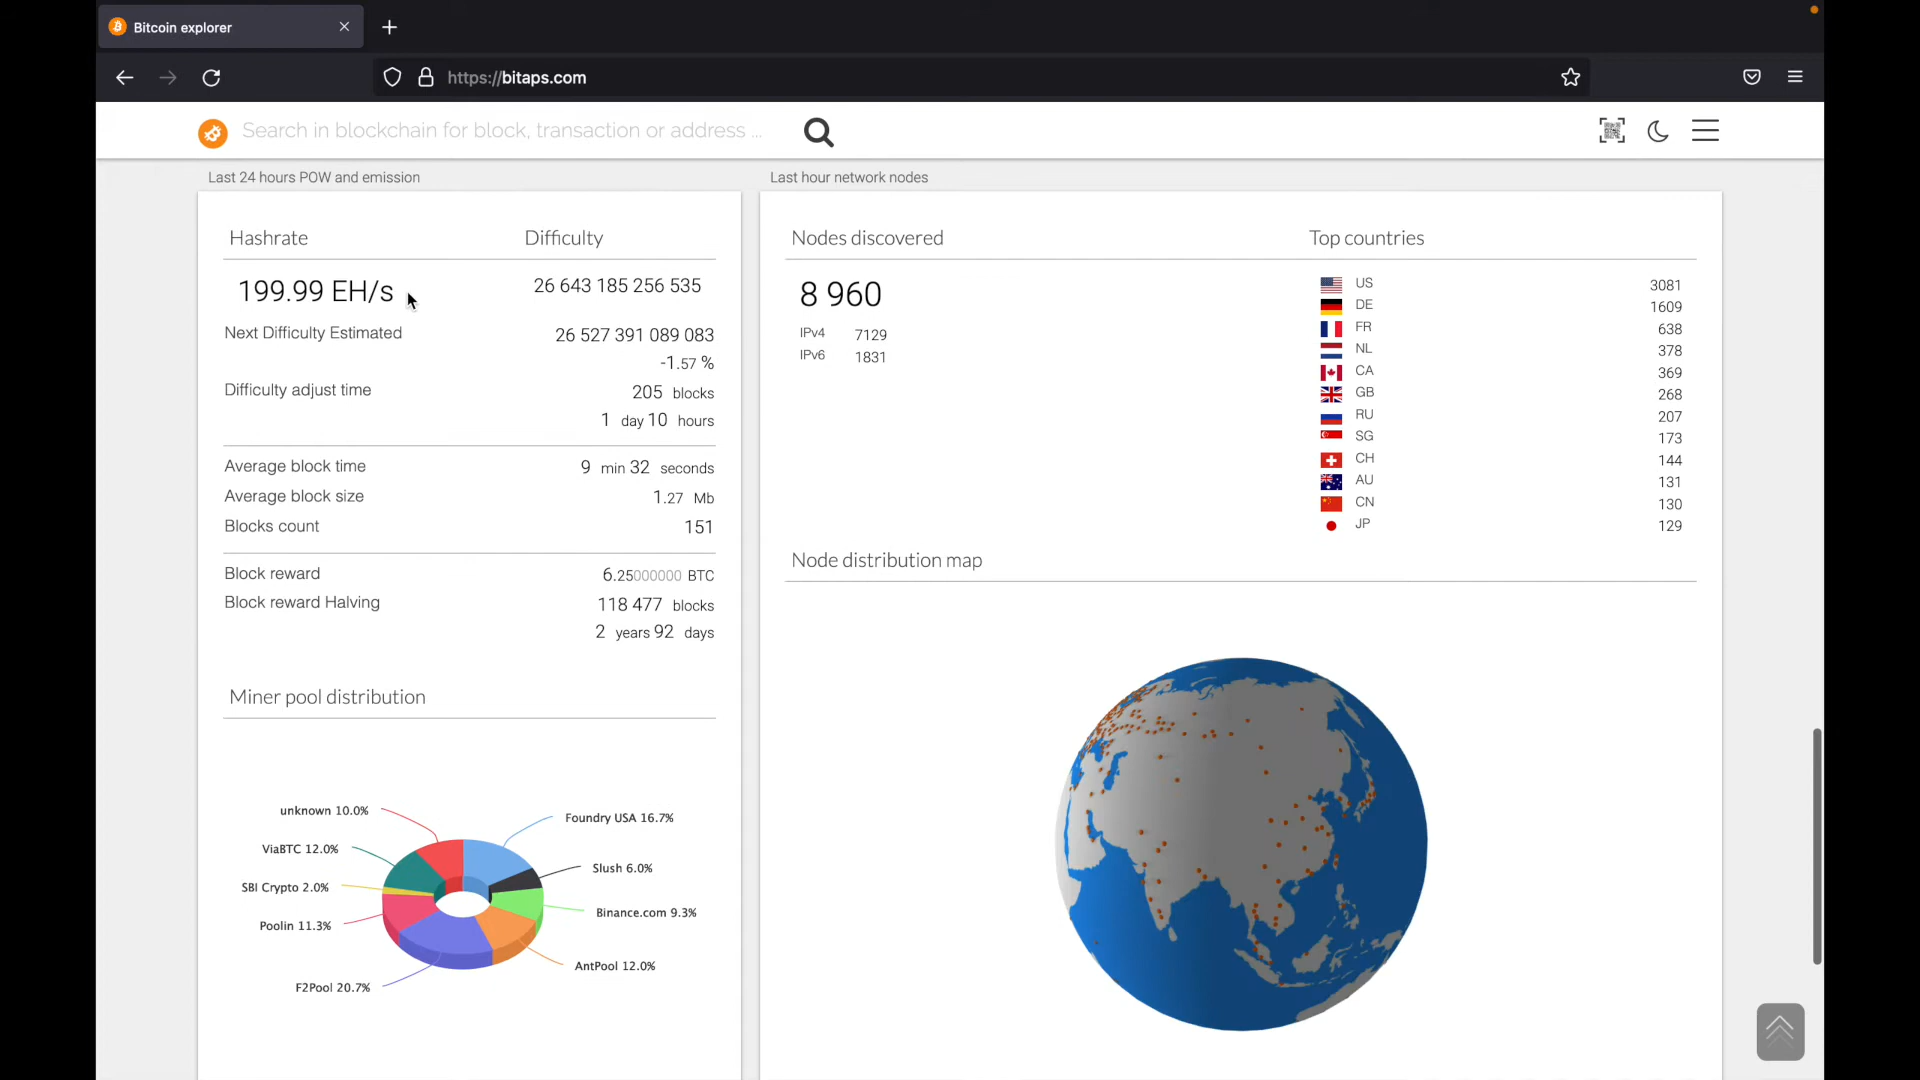 Bitcoin explorer
https://bitaps.com
Search in blockchain for block, transaction or address ...
Last 24 hours POW and emission
Hashrate Difficulty
199.99 EH/s 26 643 185 256 535
Next Difficulty Estimated 26 527 391 089 083
-1.57 %
Difficulty adjust time 205 blocks
1 day 10 hours
Average block time 9 min 32 seconds
Average block size 1.27 Mb
Blocks count 151
Block reward 6.25000000 BTC
Block reward Halving 118 477 blocks
2 years 92 days
Miner pool distribution
unknown 10.0%
Foundry USA 16.7%
ViaBTC 12.0%
Slush 6.0%
SBI Crypto 2.0%
Binance.com 9.3%
Poolin 11.3%
AntPool 12.0%
F2Pool 20.7%
Last hour network nodes
Nodes discovered
8 960
IPv4 7129
IPv6 1831
Top countries
US 3081
DE 1609
FR 638
NL 378
CA 369
GB 268
RU 207
SG 173
CH 144
AU 131
CN 130
JP 129
Node distribution map